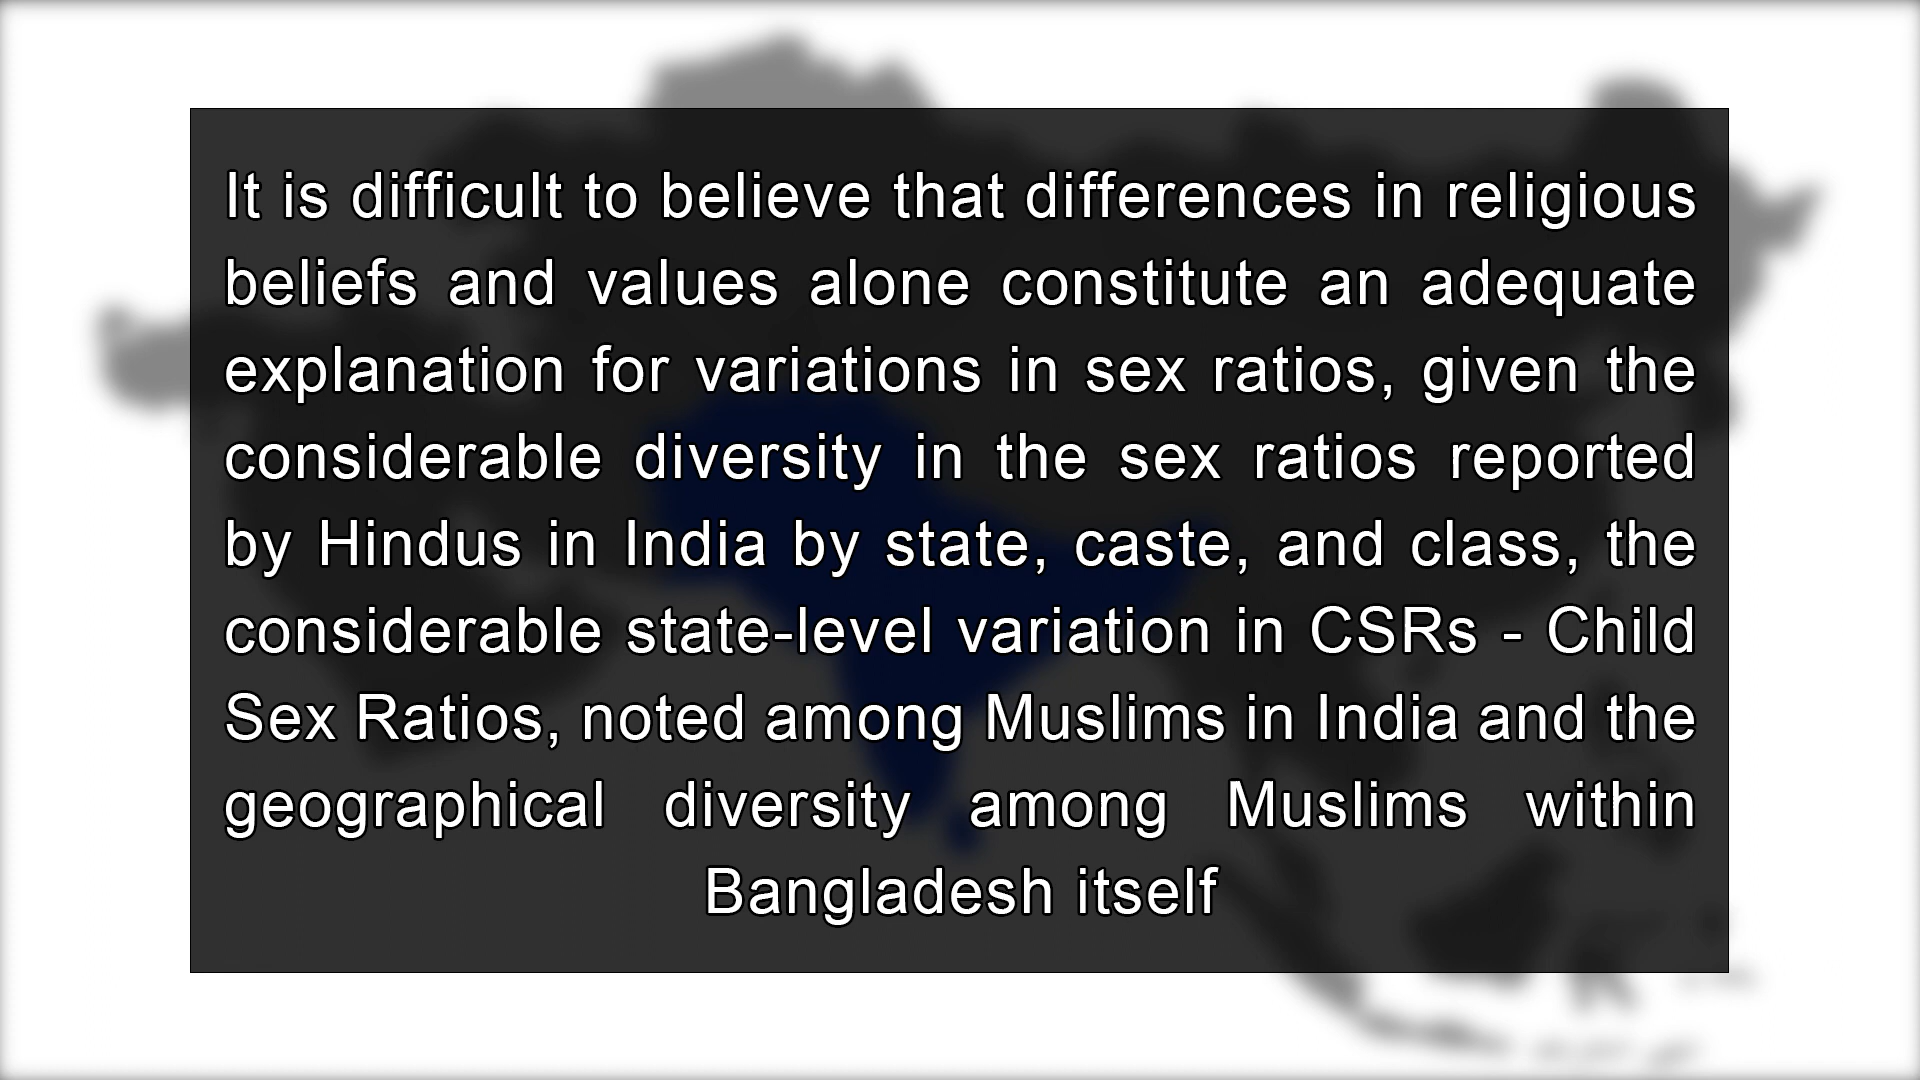 It is difficult to believe that differences in religious
beliefs and values alone constitute an adequate
explanation for variations in sex ratios, given the
considerable diversity in the sex ratios reported
by Hindus in India by state, caste, and class, the
considerable state-level variation in CSRs - Child
Sex Ratios, noted among Muslims in India and the
geographical diversity among Muslims within
Bangladesh itself